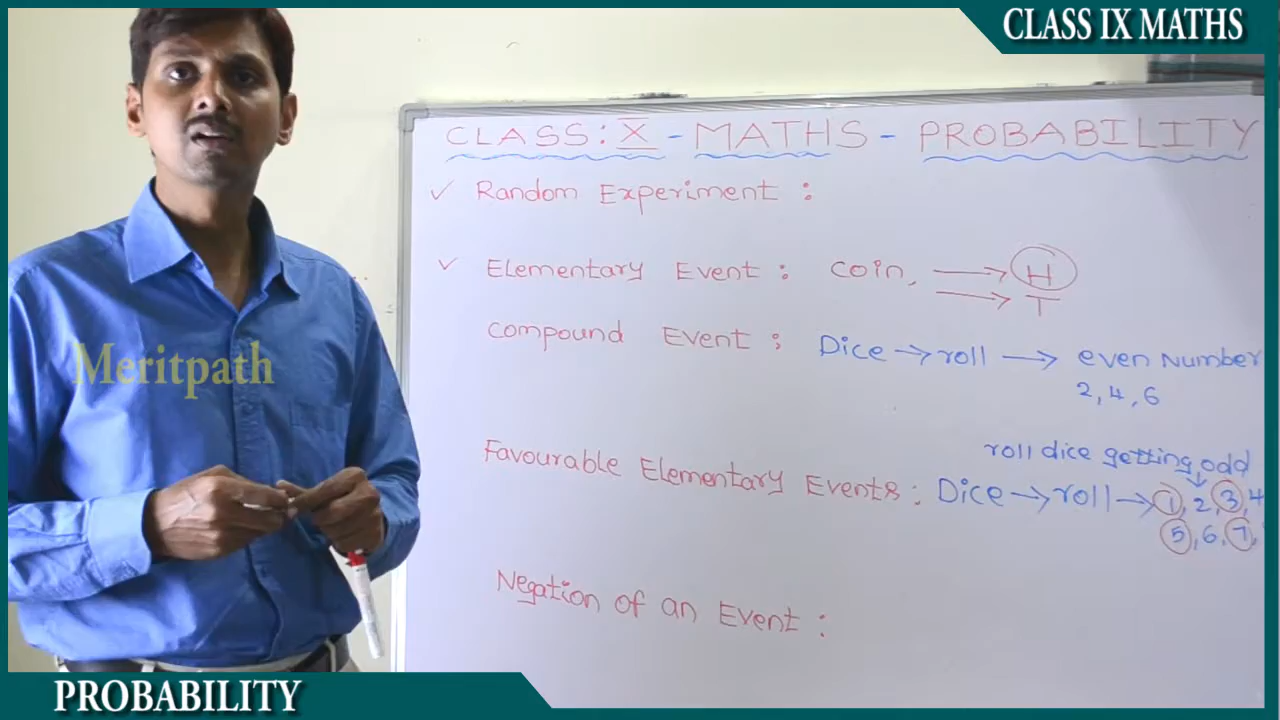 CLASS IX MATHS
CLASS: X - MATHS - PROBABILITY
✓ Random Experiment :
✓ Elementary Event : coin, → H
→ T
Compound Event ; Dice → roll → even Number
2, 4, 6
roll dice getting odd
Favourable Elementary Events : Dice → roll → 1, 2, 3, 4
5, 6, 7,
Negation of an Event :
Meritpath
PROBABILITY